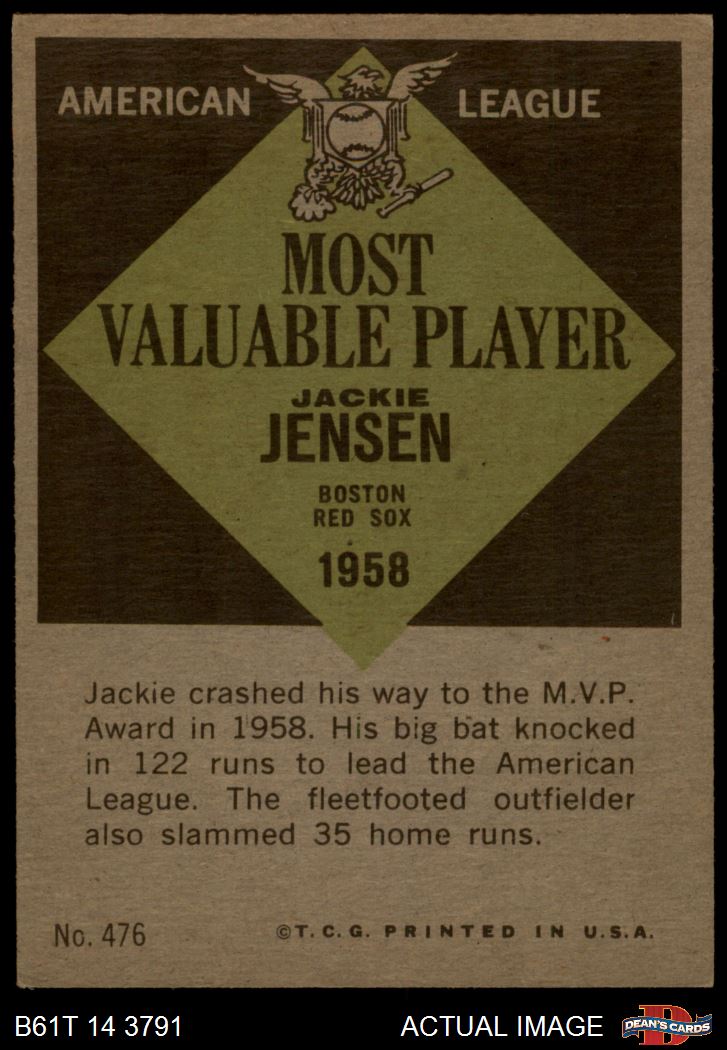 AMERICAN LEAGUE
MOST
VALUABLE PLAYER
JACKIE
JENSEN
BOSTON
RED SOX
1958
Jackie crashed his way to the M.V.P.
Award in 1958. His big bat knocked
in 122 runs to lead the American
League. The fleetfooted outfielder
also slammed 35 home runs.
No. 476 ©T.C.G. PRINTED IN U.S.A.
B61T 14 3791 ACTUAL IMAGE D DEAN'S CARDS